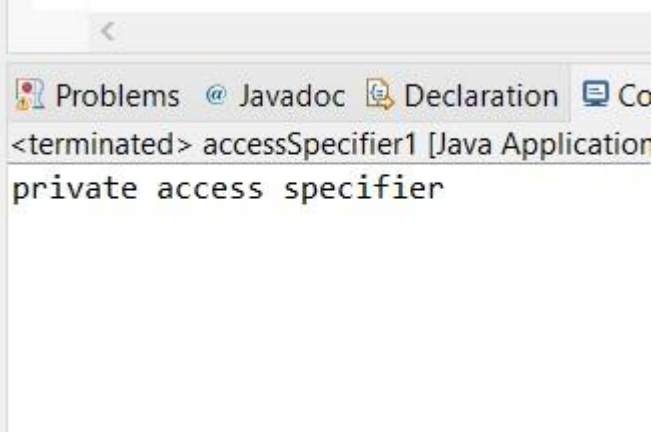 Problems @ Javadoc Declaration Co
<terminated> accessSpecifier1 [Java Application
private access specifier